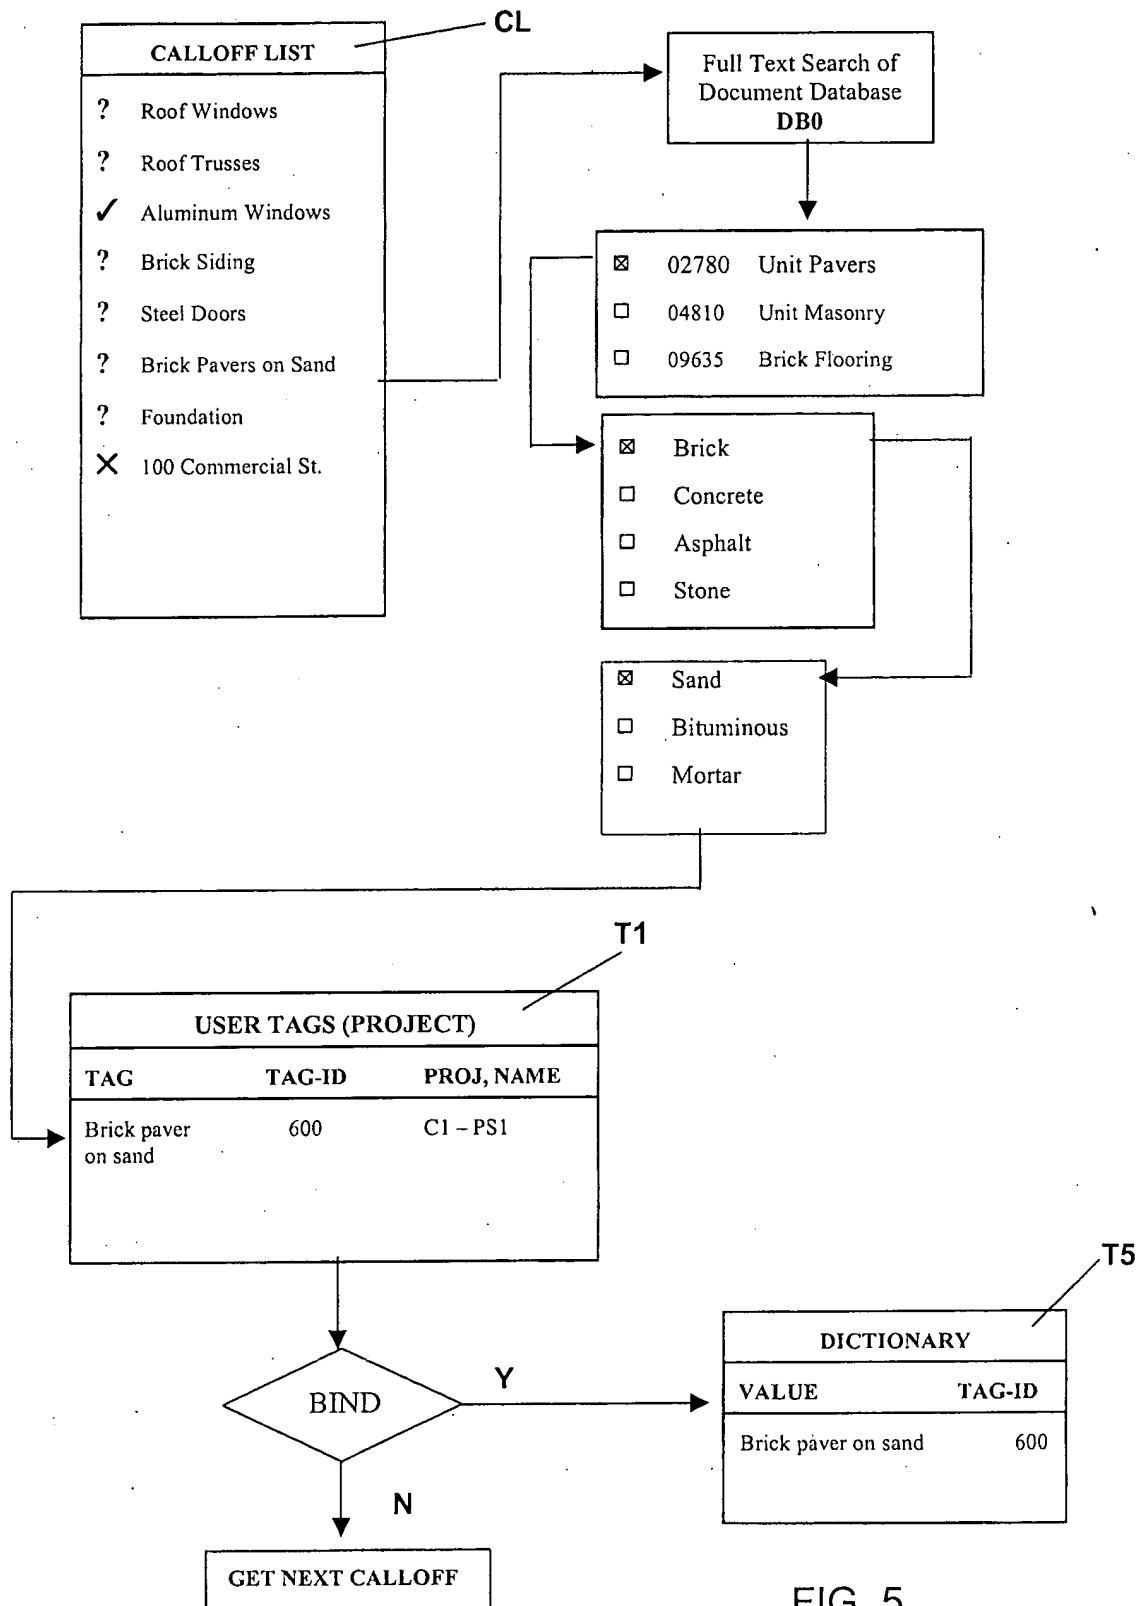 CL
CALLOFF LIST
? Roof Windows
? Roof Trusses
✓ Aluminum Windows
? Brick Siding
? Steel Doors
? Brick Pavers on Sand
? Foundation
✕ 100 Commercial St.
Full Text Search of
Document Database
DB0
☒ 02780 Unit Pavers
☐ 04810 Unit Masonry
☐ 09635 Brick Flooring
☒ Brick
☐ Concrete
☐ Asphalt
☐ Stone
☒ Sand
☐ Bituminous
☐ Mortar
T1
USER TAGS (PROJECT)
TAG TAG-ID PROJ, NAME
Brick paver 600 C1 – PS1
on sand
BIND
Y
N
GET NEXT CALLOFF
T5
DICTIONARY
VALUE TAG-ID
Brick paver on sand 600
FIG. 5